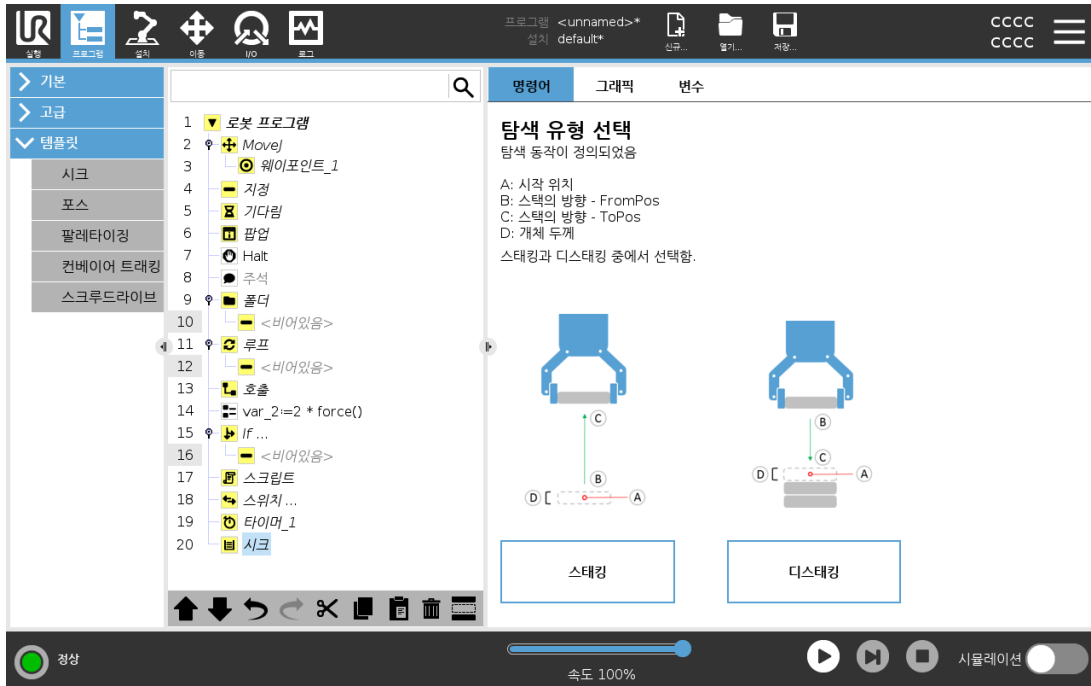 UR
실행
프로그램
설치
이동
I/O
로그
프로그램 <unnamed>*
설치 default*
신규...
열기...
저장...
cccc
cccc
기본
고급
템플릿
시크
포스
팔레타이징
컨베이어 트래킹
스크루드라이브
1 로봇 프로그램
2 MoveJ
3 웨이포인트_1
4 지정
5 기다림
6 팝업
7 Halt
8 주석
9 폴더
10 <비어있음>
11 루프
12 <비어있음>
13 호출
14 var_2:=2 * force()
15 If ...
16 <비어있음>
17 스크립트
18 스위치 ...
19 타이머_1
20 시크
명령어
그래픽
변수
탐색 유형 선택
탐색 동작이 정의되었음
A: 시작 위치
B: 스택의 방향 - FromPos
C: 스택의 방향 - ToPos
D: 개체 두께
스태킹과 디스태킹 중에서 선택함.
C
B
D
A
B
C
D
A
스태킹
디스태킹
정상
속도 100%
시뮬레이션